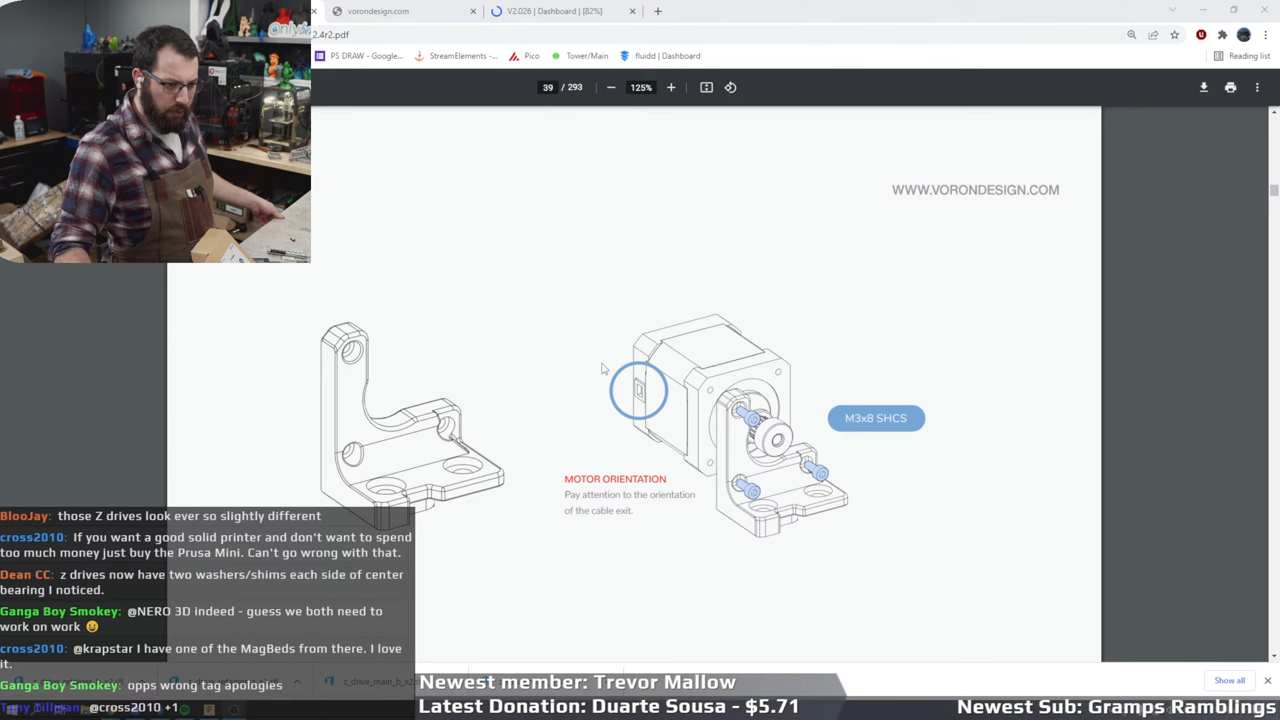 vorondesign.com
V2.026 | Dashboard | [82%]
2.4r2.pdf
PS DRAW - Google...
StreamElements -...
Pico
Tower/Main
fluidd | Dashboard
Reading list
39 / 293
125%
WWW.VORONDESIGN.COM
M3x8 SHCS
MOTOR ORIENTATION
Pay attention to the orientation
of the cable exit.
BlooJay: those Z drives look ever so slightly different
cross2010: If you want a good solid printer and don't want to spend
too much money just buy the Prusa Mini. Can't go wrong with that.
Dean CC: z drives now have two washers/shims each side of center
bearing I noticed.
Ganga Boy Smokey: @NERO 3D indeed - guess we both need to
work on work
cross2010: @krapstar I have one of the MagBeds from there. I love
it.
Ganga Boy Smokey: opps wrong tag apologies
@cross2010 +1
Show all
Newest member: Trevor Mallow
Latest Donation: Duarte Sousa - $5.71
Newest Sub: Gramps Ramblings